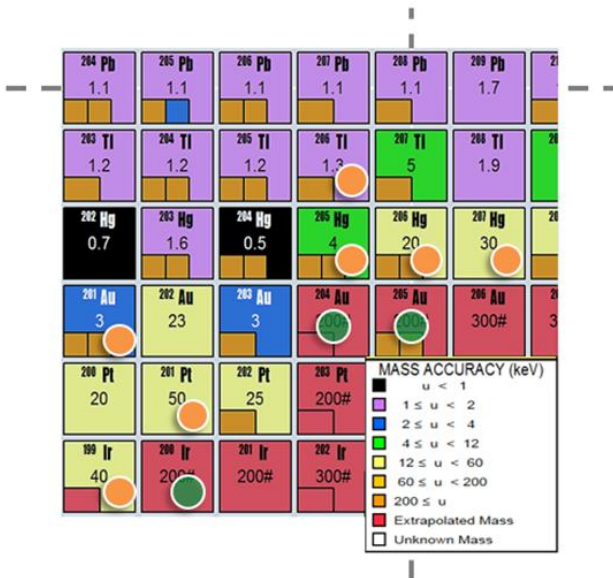 204 Pb 205 Pb 206 Pb 207 Pb 208 Pb 209 Pb
1.1 1.1 1.1 1.1 1.1 1.7
203 Tl 204 Tl 205 Tl 206 Tl 207 Tl 208 Tl
1.2 1.2 1.2 1.3 5 1.9
202 Hg 203 Hg 204 Hg 205 Hg 206 Hg 207 Hg
0.7 1.6 0.5 4 20 30
201 Au 202 Au 203 Au 204 Au 205 Au 206 Au
3 23 3 200# 200# 300#
200 Pt 201 Pt 202 Pt 203 Pt
20 50 25 200#
199 Ir 200 Ir 201 Ir 202 Ir
40 200# 200# 300#
MASS ACCURACY (keV)
u < 1
1 ≤ u < 2
2 ≤ u < 4
4 ≤ u < 12
12 ≤ u < 60
60 ≤ u < 200
200 ≤ u
Extrapolated Mass
Unknown Mass